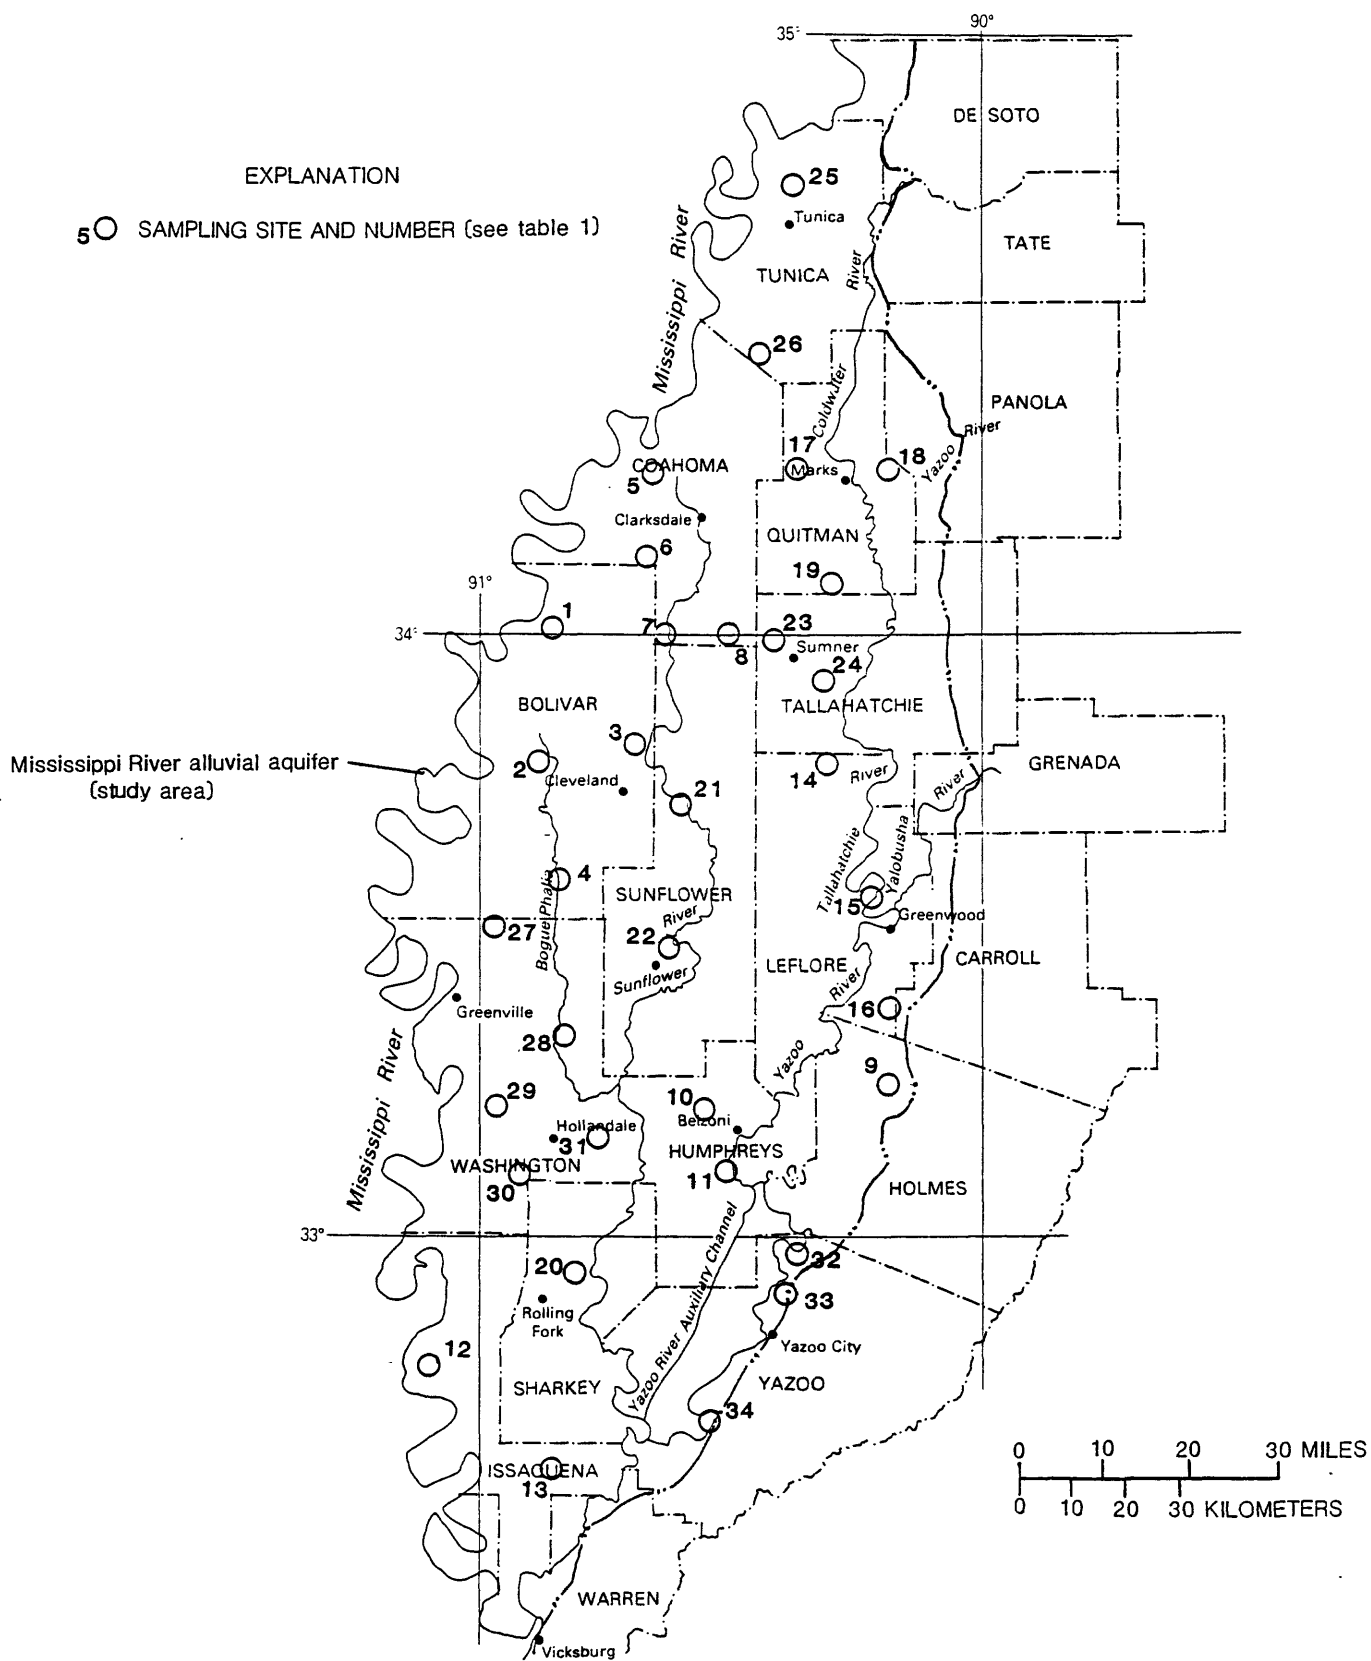 90°
35°
DE SOTO
EXPLANATION
25
5 SAMPLING SITE AND NUMBER (see table 1)
Tunica
Mississippi River
TATE
TUNICA
River
26
Coldwater
PANOLA
River
Yazoo
17
18
COAHOMA
Marks
5
Clarksdale
QUITMAN
6
19
91°
1
34°
7
8
23
Sumner
24
BOLIVAR
TALLAHATCHIE
3
Mississippi River alluvial aquifer
(study area)
2
Cleveland
14
River
River
GRENADA
21
Tallahatchie
Yalobusha
4
Bogue Phalia
SUNFLOWER
River
15
Greenwood
27
22
Sunflower
LEFLORE
River
CARROLL
Greenville
16
28
Yazoo
9
Mississippi River
29
10
Belzoni
Hollandale
31
HUMPHREYS
WASHINGTON
30
11
HOLMES
33°
Yazoo River Auxiliary Channel
32
20
33
Rolling
Fork
Yazoo City
12
SHARKEY
YAZOO
34
ISSAQUENA
13
0 10 20 30 MILES
0 10 20 30 KILOMETERS
WARREN
Vicksburg